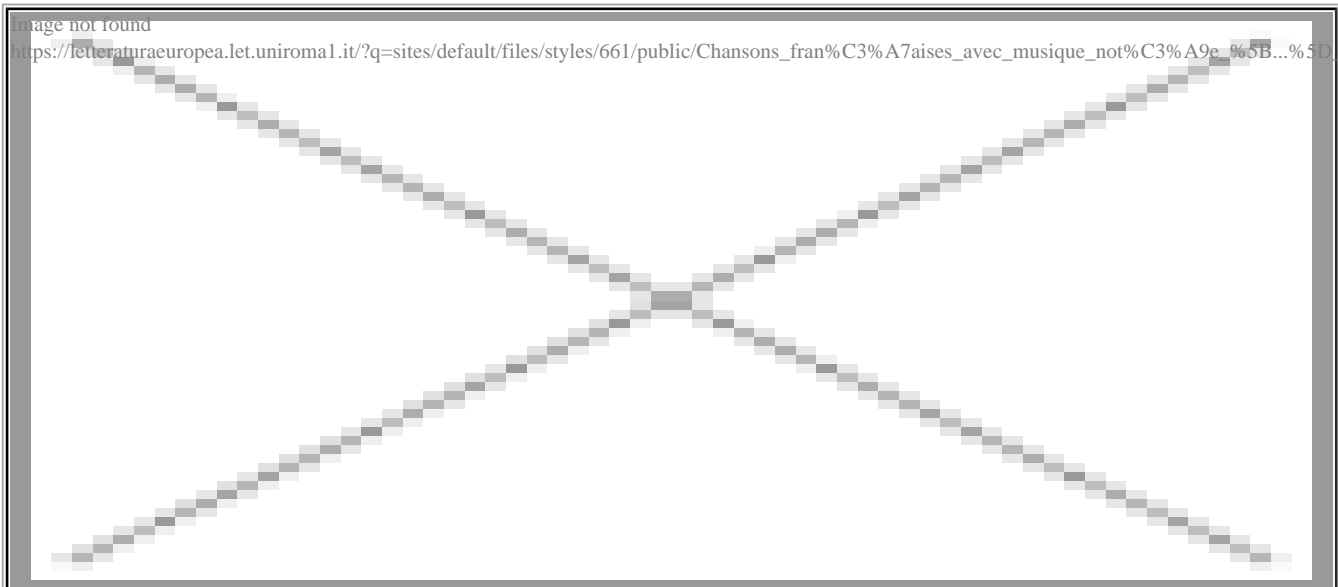 Image not found
https://letteraturaeuropea.let.uniroma1.it/?q=sites/default/files/styles/661/public/Chansons_fran%C3%A7aises_avec_musique_not%C3%A9e_%5B...%5D_